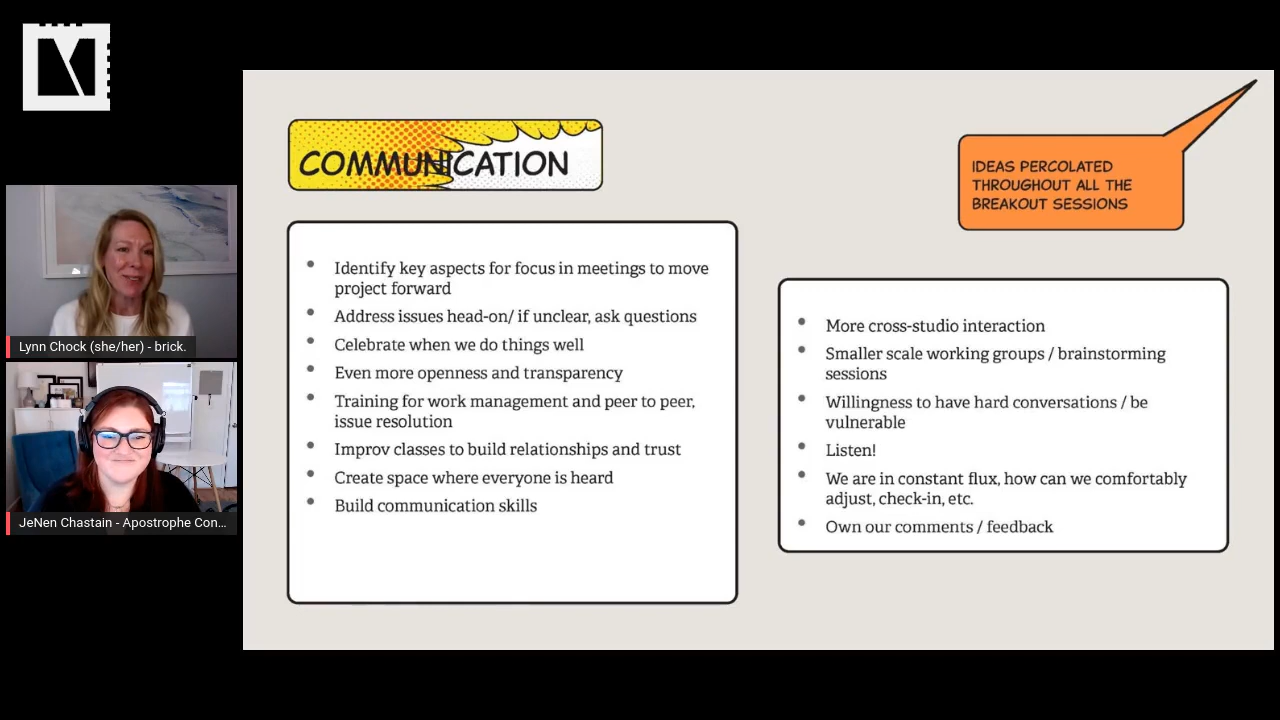 COMMUNICATION
IDEAS PERCOLATED
THROUGHOUT ALL THE
BREAKOUT SESSIONS
Lynn Chock (she/her) - brick.
JeNen Chastain - Apostrophe Con...
• Identify key aspects for focus in meetings to move
project forward
• Address issues head-on/ if unclear, ask questions
• Celebrate when we do things well
• Even more openness and transparency
• Training for work management and peer to peer,
issue resolution
• Improv classes to build relationships and trust
• Create space where everyone is heard
• Build communication skills
• More cross-studio interaction
• Smaller scale working groups / brainstorming
sessions
• Willingness to have hard conversations / be
vulnerable
• Listen!
• We are in constant flux, how can we comfortably
adjust, check-in, etc.
• Own our comments / feedback